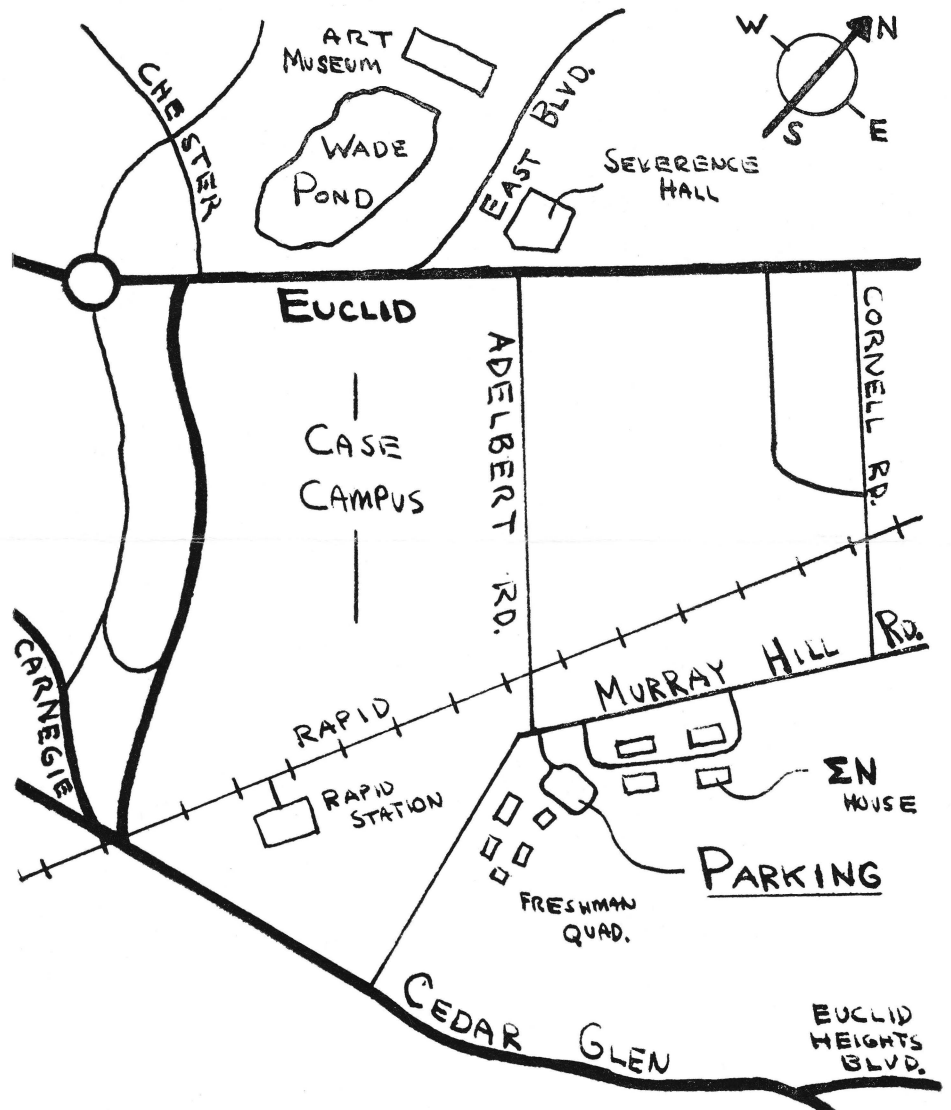 ART
MUSEUM
W
N
S
E
CHESTER
WADE
POND
EAST BLVD.
SEVERENCE
HALL
EUCLID
ADELBERT RD.
CORNELL RD.
CASE
CAMPUS
CARNEGIE
RAPID
RAPID
STATION
MURRAY HILL RD.
ΣN
HOUSE
PARKING
FRESHMAN
QUAD.
CEDAR GLEN
EUCLID
HEIGHTS
BLVD.